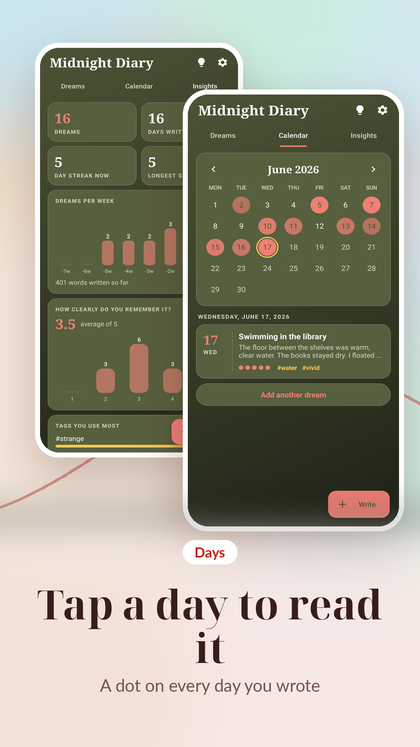 Midnight Diary
Dreams Calendar Insights
16
DREAMS
16
5
DAY STREAK NOW
5
DREAMS PER WEEK
2 2 2 3
-7w -6w -5w -4w -3w
401 words written so far
HOW CLEARLY DO YOU REMEMBER IT?
3.5 average of 5
3 6 3
1 2 3 4
TAGS YOU USE MOST
#strange
Midnight Diary
Dreams Calendar Insights
June 2026
MON TUE WED THU FRI SAT SUN
1 2 3 4 5 6 7
8 9 10 11 12 13 14
15 16 17 18 19 20 21
22 23 24 25 26 27 28
29 30
WEDNESDAY, JUNE 17, 2026
17
WED
Swimming in the library
The floor between the shelves was warm,
clear water. The books stayed dry. I floated ...
#water #vivid
Add another dream
+ Write
Days
Tap a day to read
it
A dot on every day you wrote